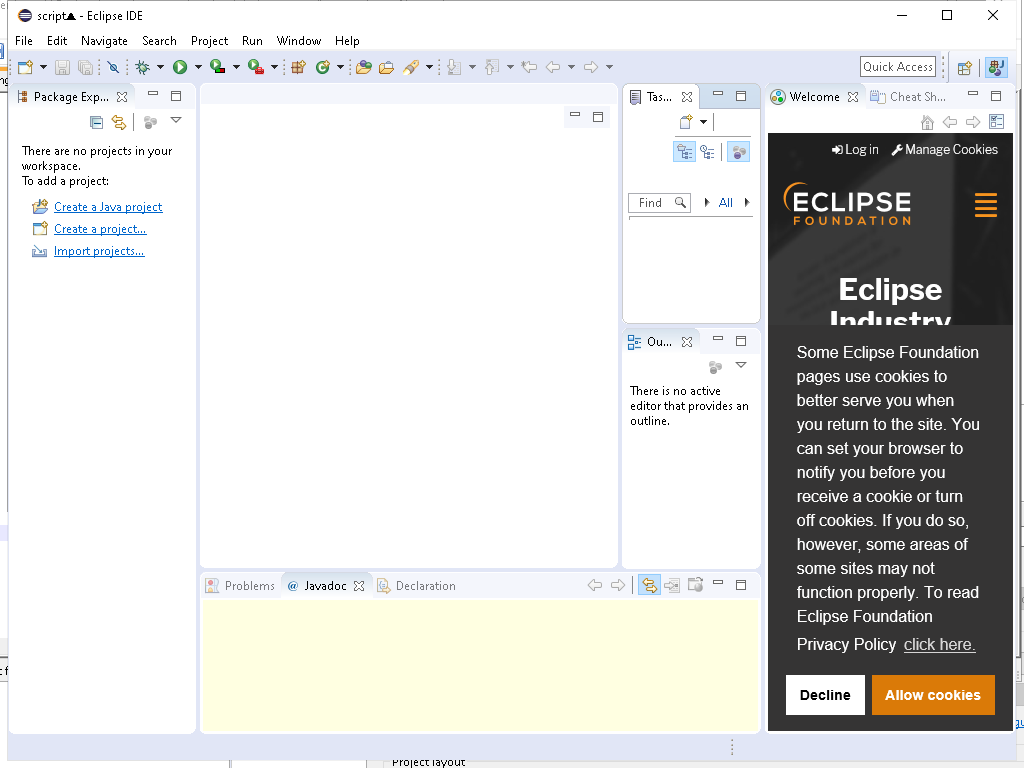 script▲ - Eclipse IDE
File Edit Navigate Search Project Run Window Help
Quick Access
Package Exp...
There are no projects in your
workspace.
To add a project:
Create a Java project
Create a project...
Import projects...
Tas...
Find
All
Ou...
There is no active
editor that provides an
outline.
Problems
@ Javadoc
Declaration
Welcome
Cheat Sh...
Log in
Manage Cookies
ECLIPSE
FOUNDATION
Eclipse
Industry
Some Eclipse Foundation
pages use cookies to
better serve you when
you return to the site. You
can set your browser to
notify you before you
receive a cookie or turn
off cookies. If you do so,
however, some areas of
some sites may not
function properly. To read
Eclipse Foundation
Privacy Policy click here.
Decline
Allow cookies
Project layout